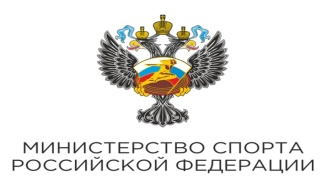 МИНИСТЕРСТВО СПОРТА
РОССИЙСКОЙ ФЕДЕРАЦИИ